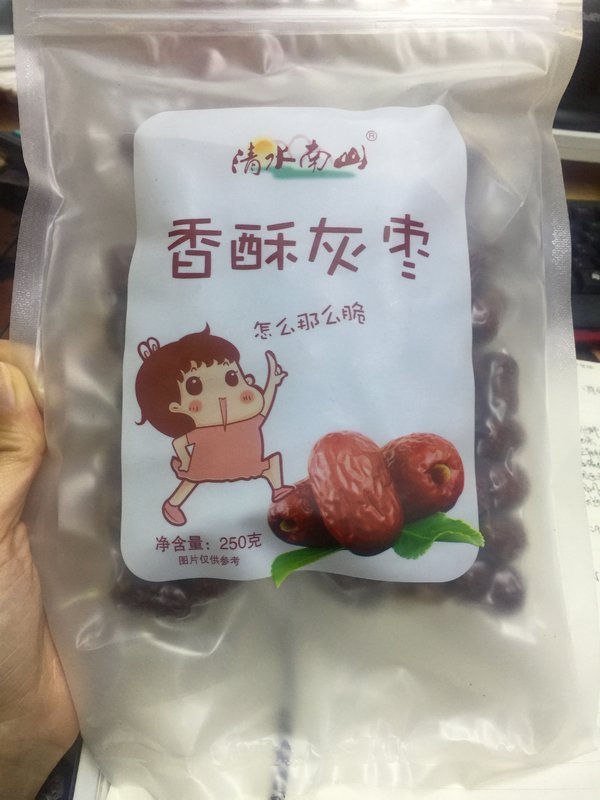 清水南山®
香酥灰枣
怎么那么脆
净含量：250克
图片仅供参考